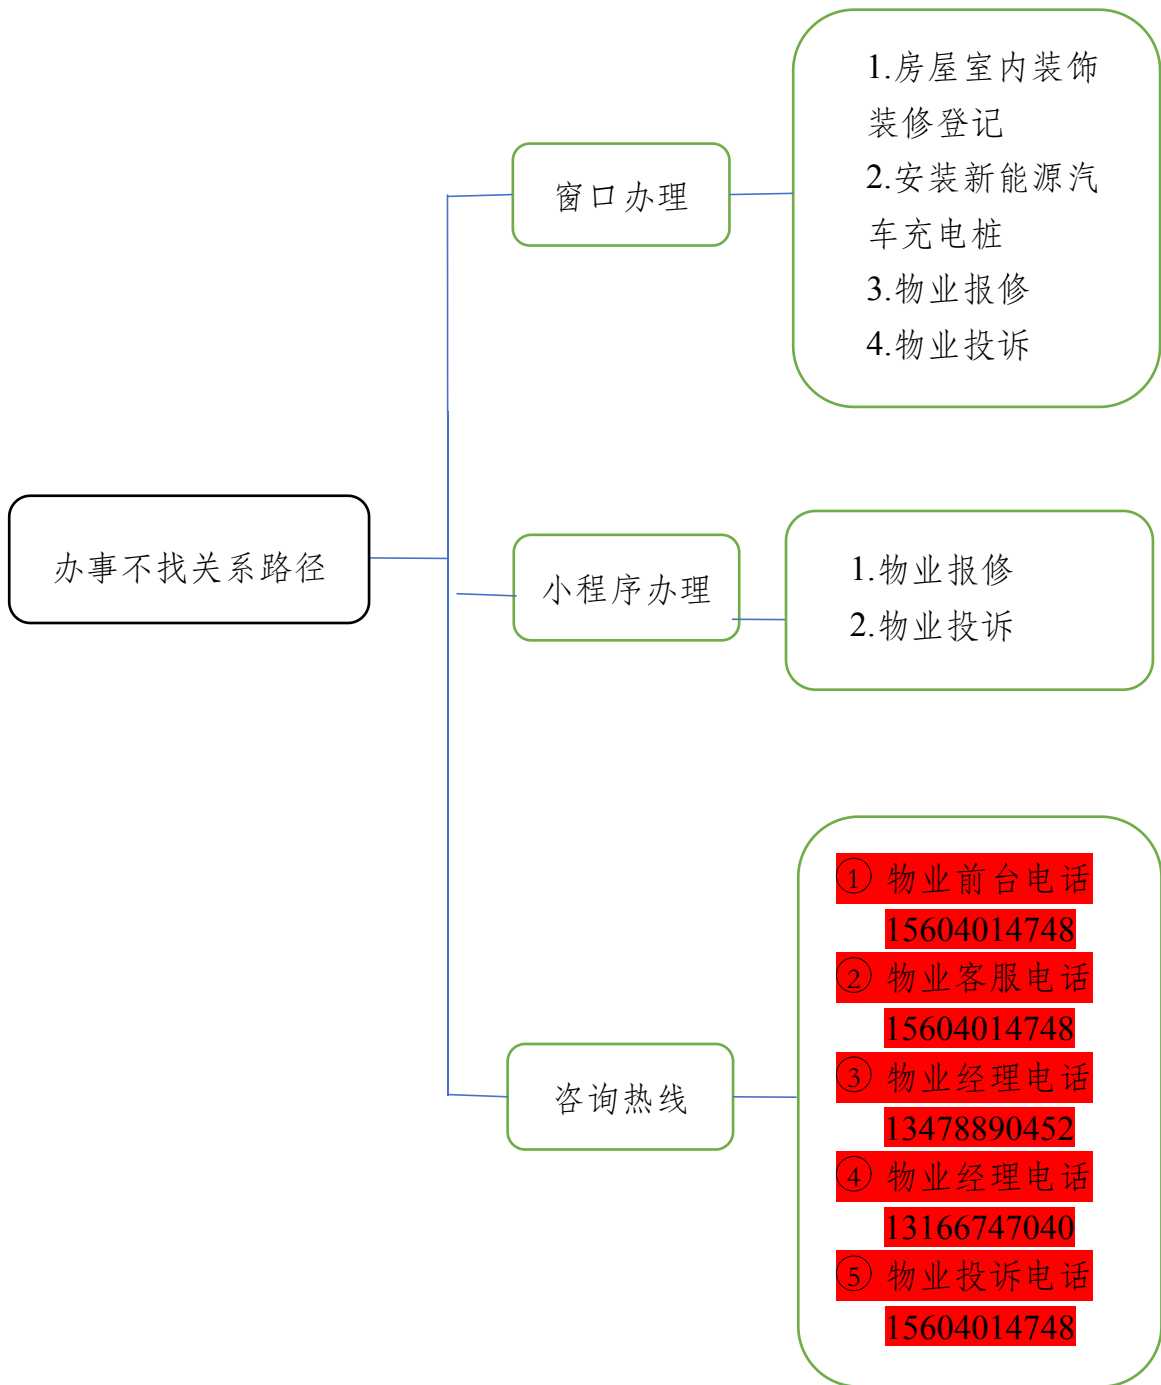 办事不找关系路径
窗口办理
1.房屋室内装饰
装修登记
2.安装新能源汽
车充电桩
3.物业报修
4.物业投诉
小程序办理
1.物业报修
2.物业投诉
咨询热线
① 物业前台电话
15604014748
② 物业客服电话
15604014748
③ 物业经理电话
13478890452
④ 物业经理电话
13166747040
⑤ 物业投诉电话
15604014748